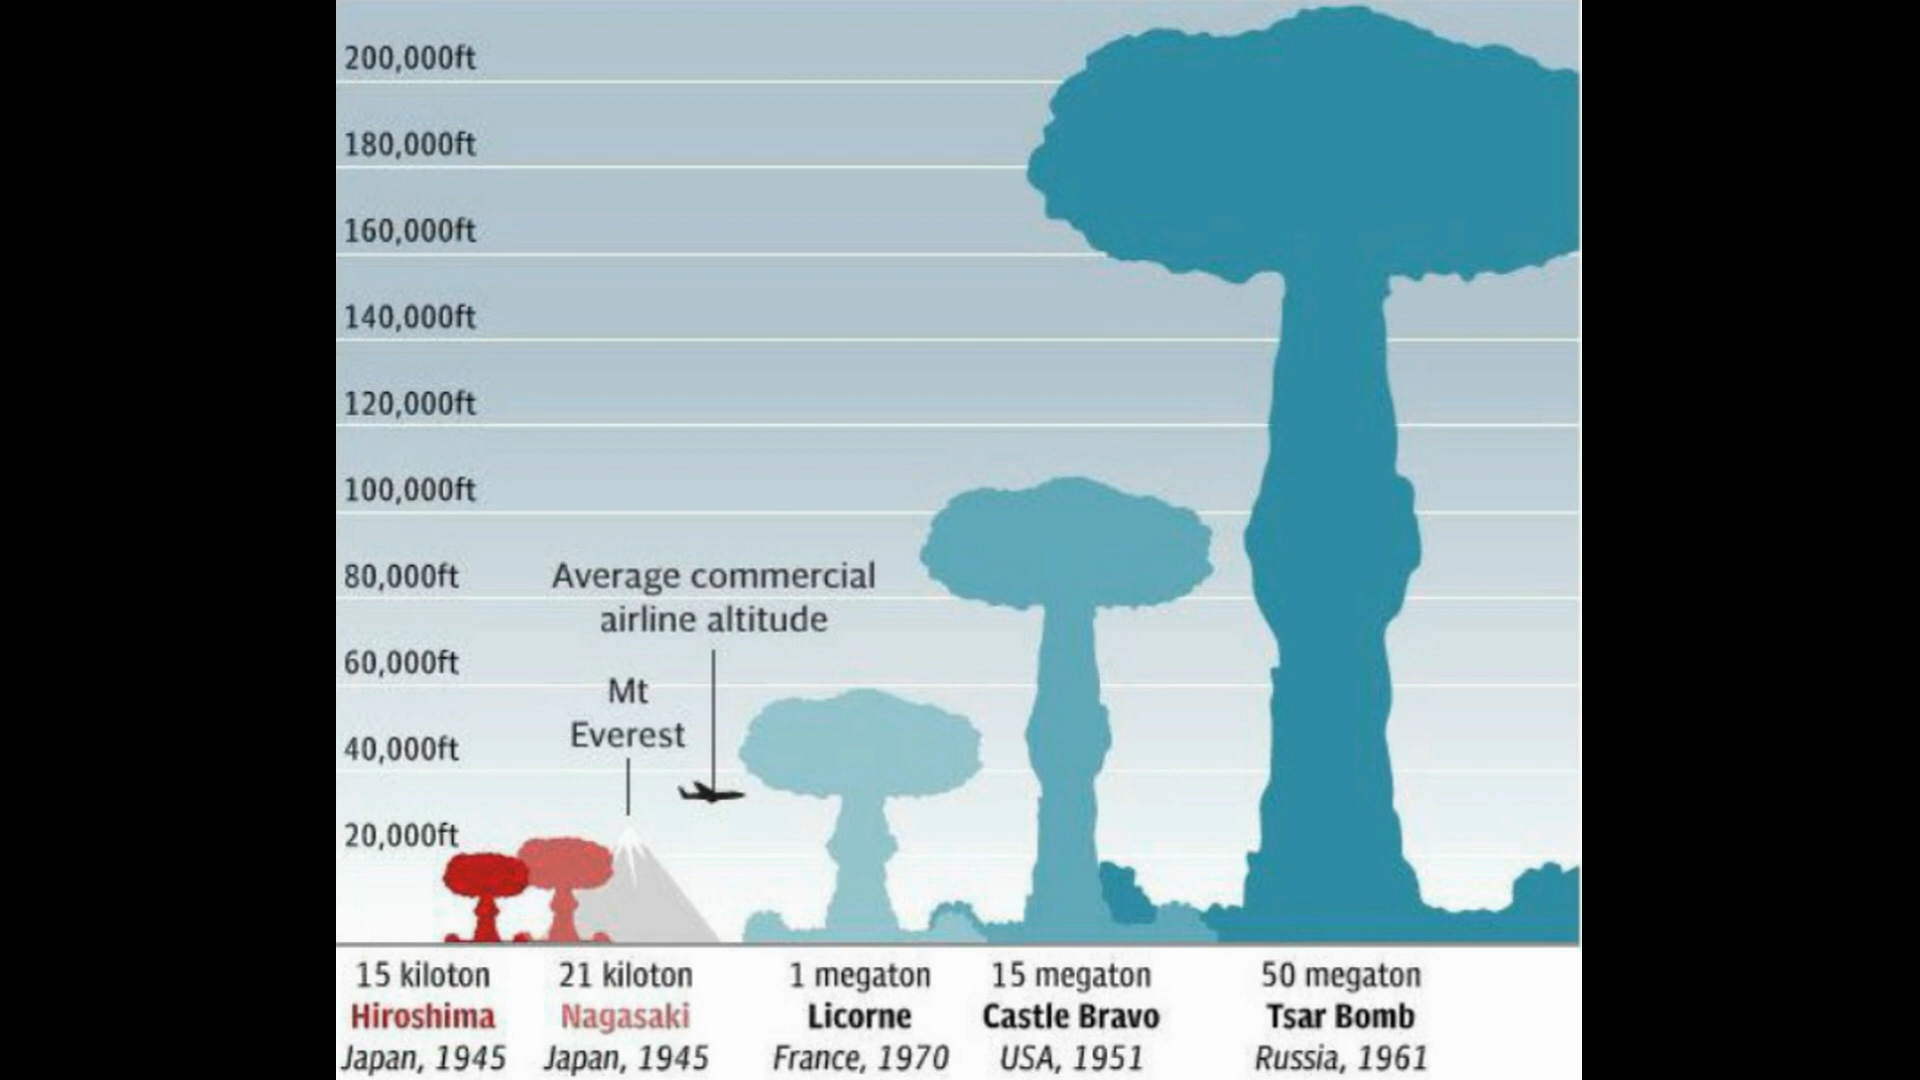 200,000ft
180,000ft
160,000ft
140,000ft
120,000ft
100,000ft
80,000ft
60,000ft
40,000ft
20,000ft
Average commercial
airline altitude
Mt
Everest
15 kiloton
Hiroshima
Japan, 1945
21 kiloton
Nagasaki
Japan, 1945
1 megaton
Licorne
France, 1970
15 megaton
Castle Bravo
USA, 1951
50 megaton
Tsar Bomb
Russia, 1961